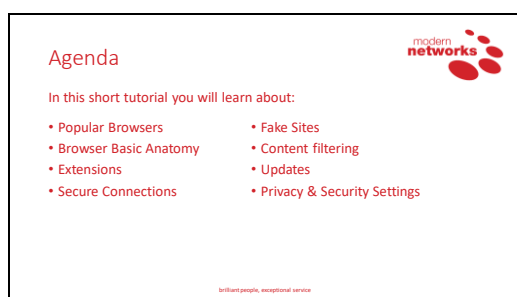 Agenda
modern
networks
In this short tutorial you will learn about:
• Popular Browsers
• Browser Basic Anatomy
• Extensions
• Secure Connections
• Fake Sites
• Content filtering
• Updates
• Privacy & Security Settings
brilliant people, exceptional service